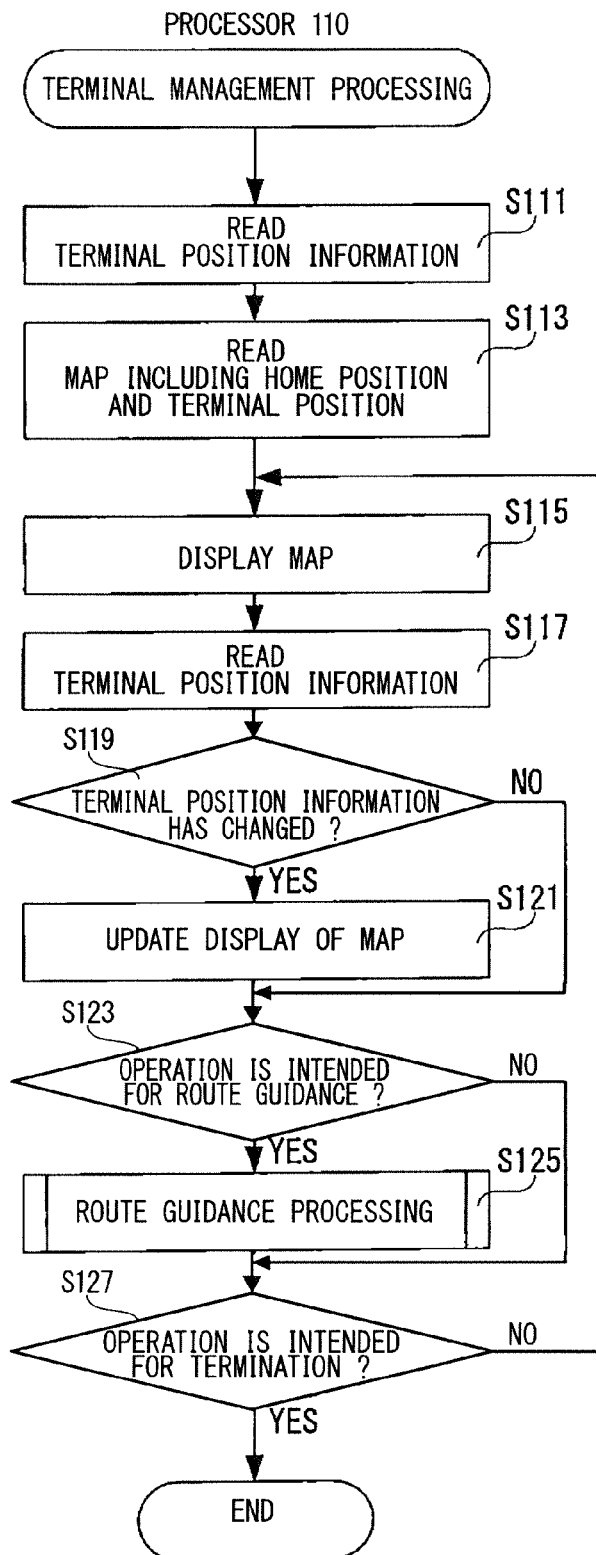 PROCESSOR 110
TERMINAL MANAGEMENT PROCESSING
S111
READ
TERMINAL POSITION INFORMATION
S113
READ
MAP INCLUDING HOME POSITION
AND TERMINAL POSITION
S115
DISPLAY MAP
S117
READ
TERMINAL POSITION INFORMATION
S119
NO
TERMINAL POSITION INFORMATION
HAS CHANGED ?
YES
S121
UPDATE DISPLAY OF MAP
S123
NO
OPERATION IS INTENDED
FOR ROUTE GUIDANCE ?
YES
S125
ROUTE GUIDANCE PROCESSING
S127
NO
OPERATION IS INTENDED
FOR TERMINATION ?
YES
END